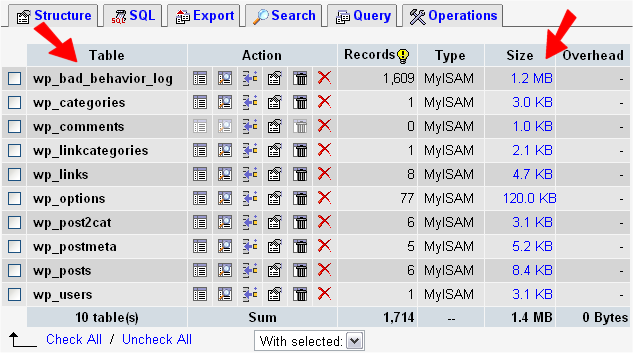 Structure SQL Export Search Query Operations
Table Action Records Type Size Overhead
wp_bad_behavior_log 1,609 MyISAM 1.2 MB -
wp_categories 1 MyISAM 3.0 KB -
wp_comments 0 MyISAM 1.0 KB -
wp_linkcategories 1 MyISAM 2.1 KB -
wp_links 8 MyISAM 4.7 KB -
wp_options 77 MyISAM 120.0 KB -
wp_post2cat 6 MyISAM 3.1 KB -
wp_postmeta 5 MyISAM 5.2 KB -
wp_posts 6 MyISAM 8.4 KB -
wp_users 1 MyISAM 3.1 KB -
10 table(s) Sum 1,714 -- 1.4 MB 0 Bytes
Check All / Uncheck All With selected: